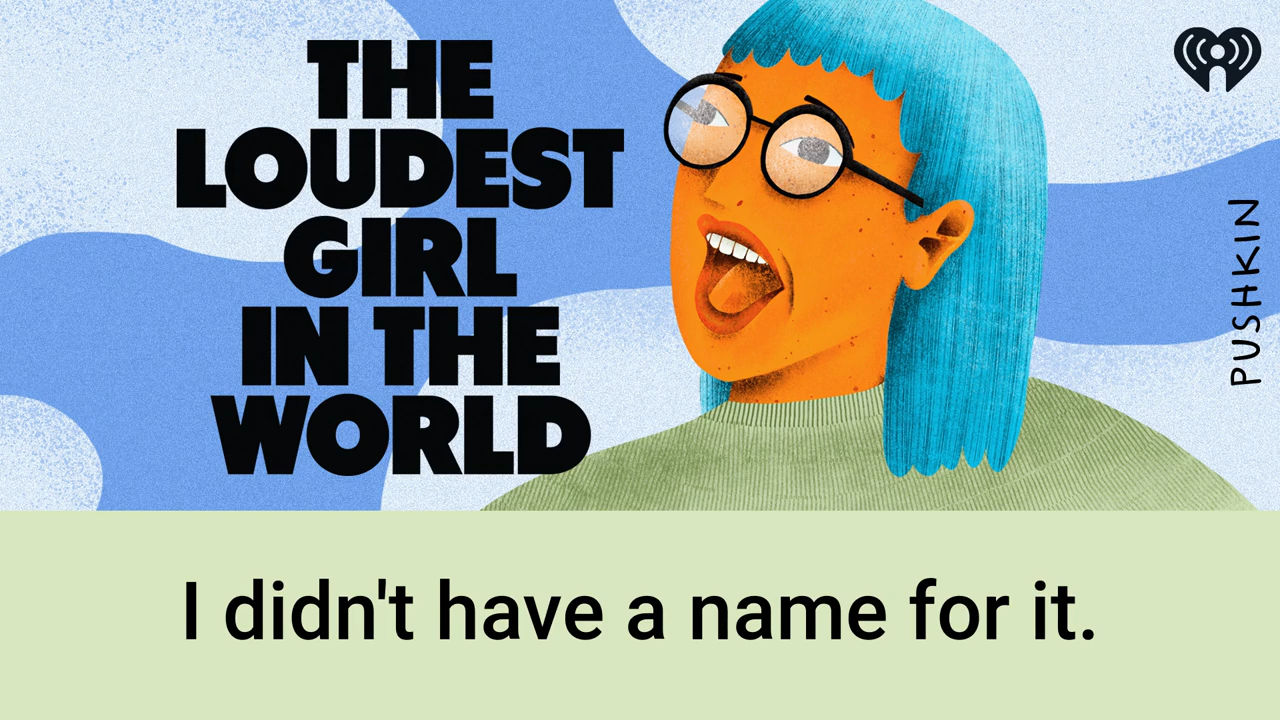 THE
LOUDEST
GIRL
IN THE
WORLD
PUSHKIN
I didn't have a name for it.